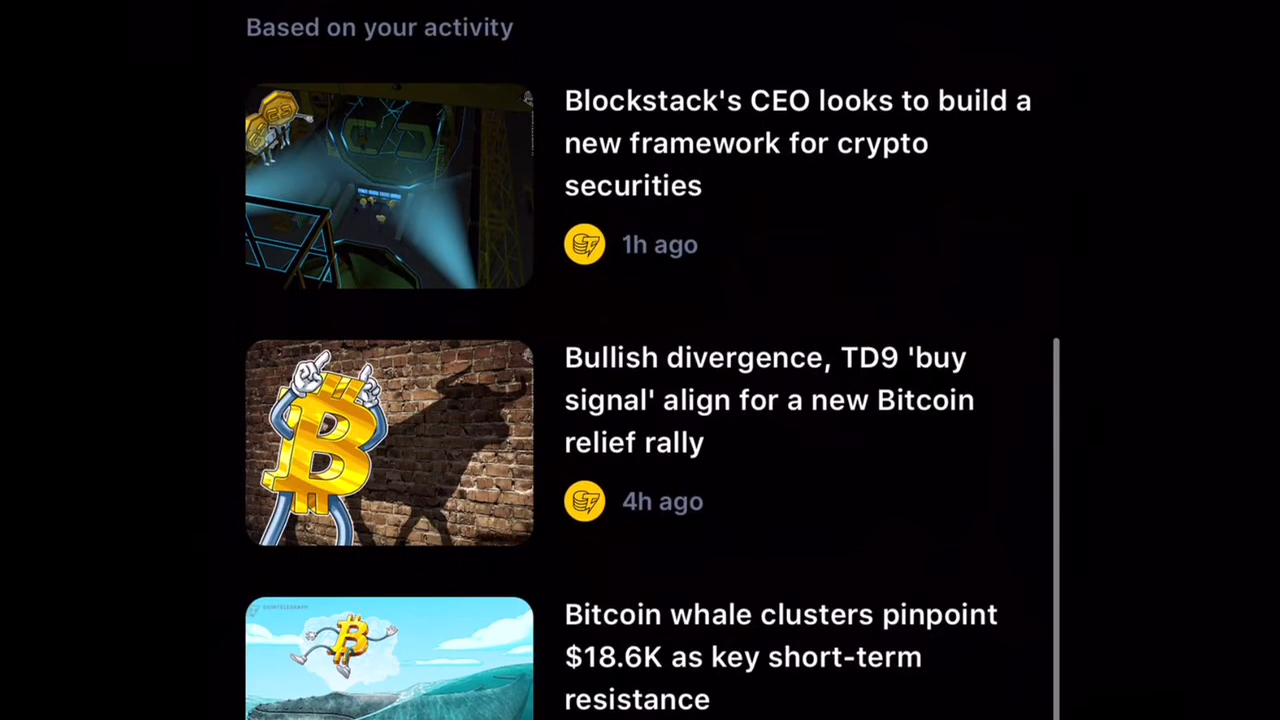 Based on your activity
Blockstack's CEO looks to build a
new framework for crypto
securities
1h ago
Bullish divergence, TD9 'buy
signal' align for a new Bitcoin
relief rally
4h ago
COINTELEGRAPH
Bitcoin whale clusters pinpoint
$18.6K as key short-term
resistance